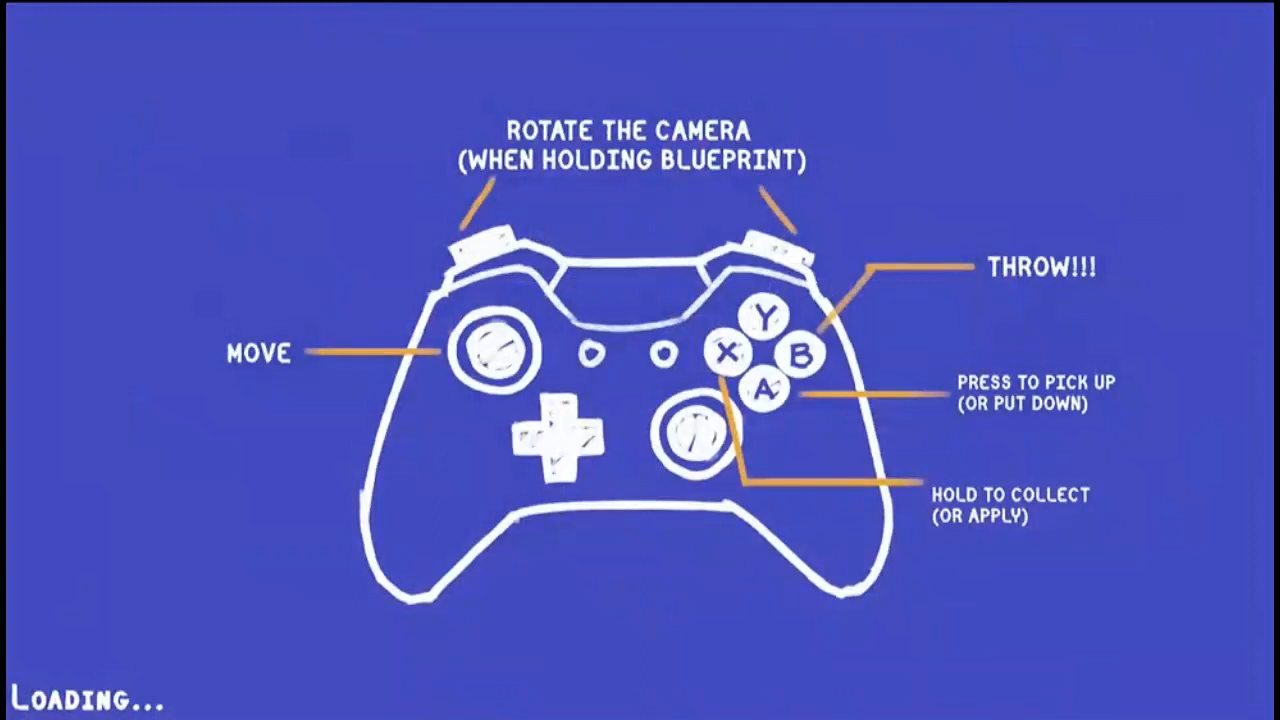 ROTATE THE CAMERA
(WHEN HOLDING BLUEPRINT)
THROW!!!
Y
MOVE
X
B
A
PRESS TO PICK UP
(OR PUT DOWN)
HOLD TO COLLECT
(OR APPLY)
LOADING...